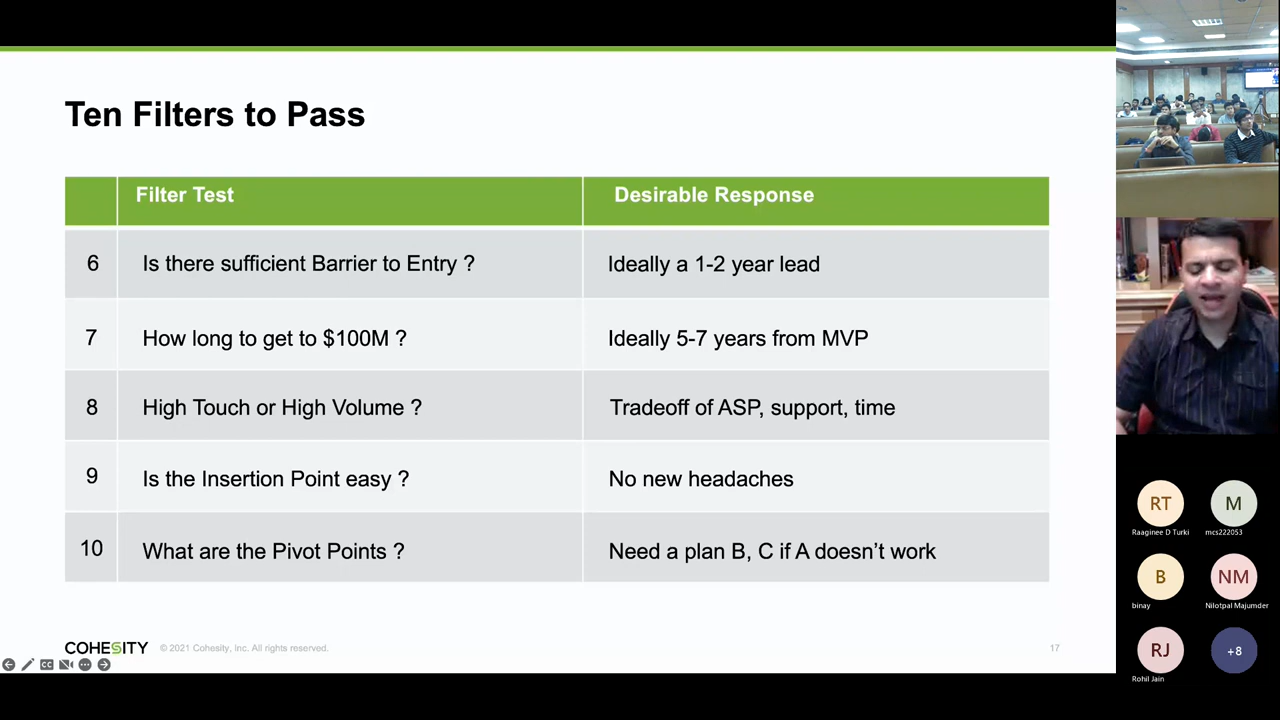 Ten Filters to Pass
Filter Test Desirable Response
6 Is there sufficient Barrier to Entry ? Ideally a 1-2 year lead
7 How long to get to $100M ? Ideally 5-7 years from MVP
8 High Touch or High Volume ? Tradeoff of ASP, support, time
9 Is the Insertion Point easy ? No new headaches
10 What are the Pivot Points ? Need a plan B, C if A doesn't work
COHESITY © 2021 Cohesity, Inc. All rights reserved. 17
CC
RT M
Raaginee D Turki mcs222053
B NM
binay Nilotpal Majumder
RJ +8
Rohil Jain